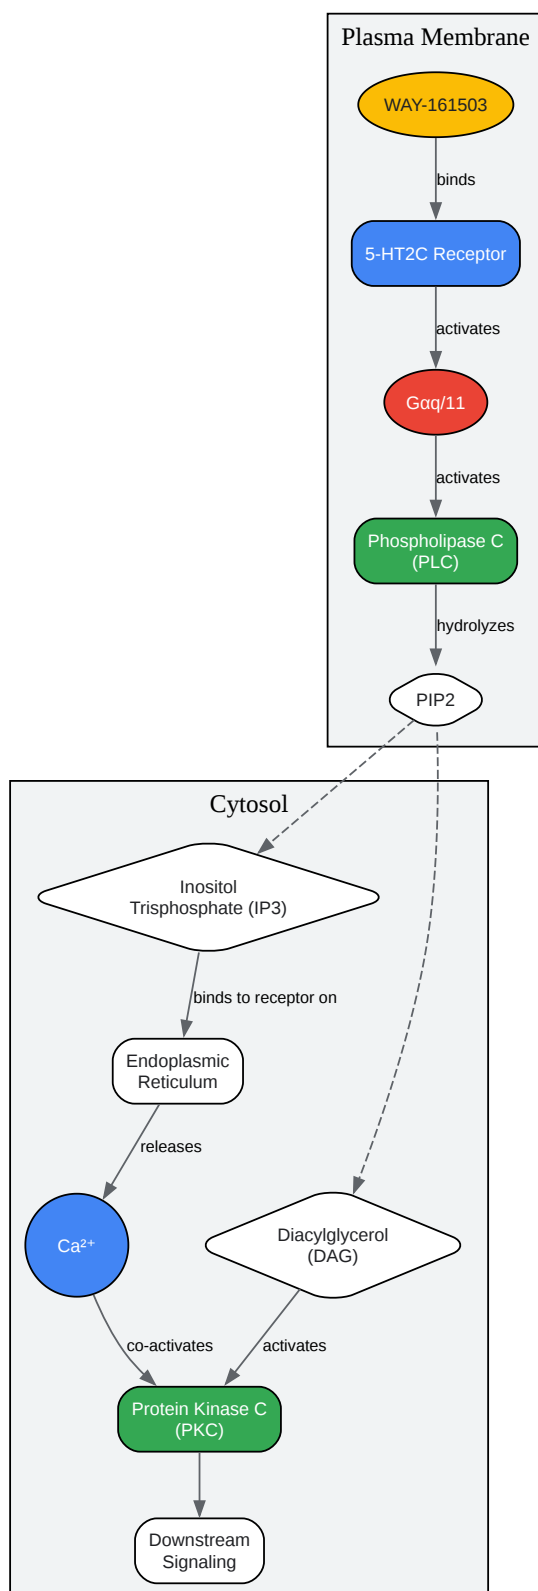 Plasma Membrane
WAY-161503
binds
5-HT2C Receptor
activates
Gαq/11
activates
Phospholipase C
(PLC)
hydrolyzes
PIP2
Cytosol
Inositol
Trisphosphate (IP3)
binds to receptor on
Endoplasmic
Reticulum
releases
Ca²⁺
Diacylglycerol
(DAG)
co-activates
activates
Protein Kinase C
(PKC)
Downstream
Signaling